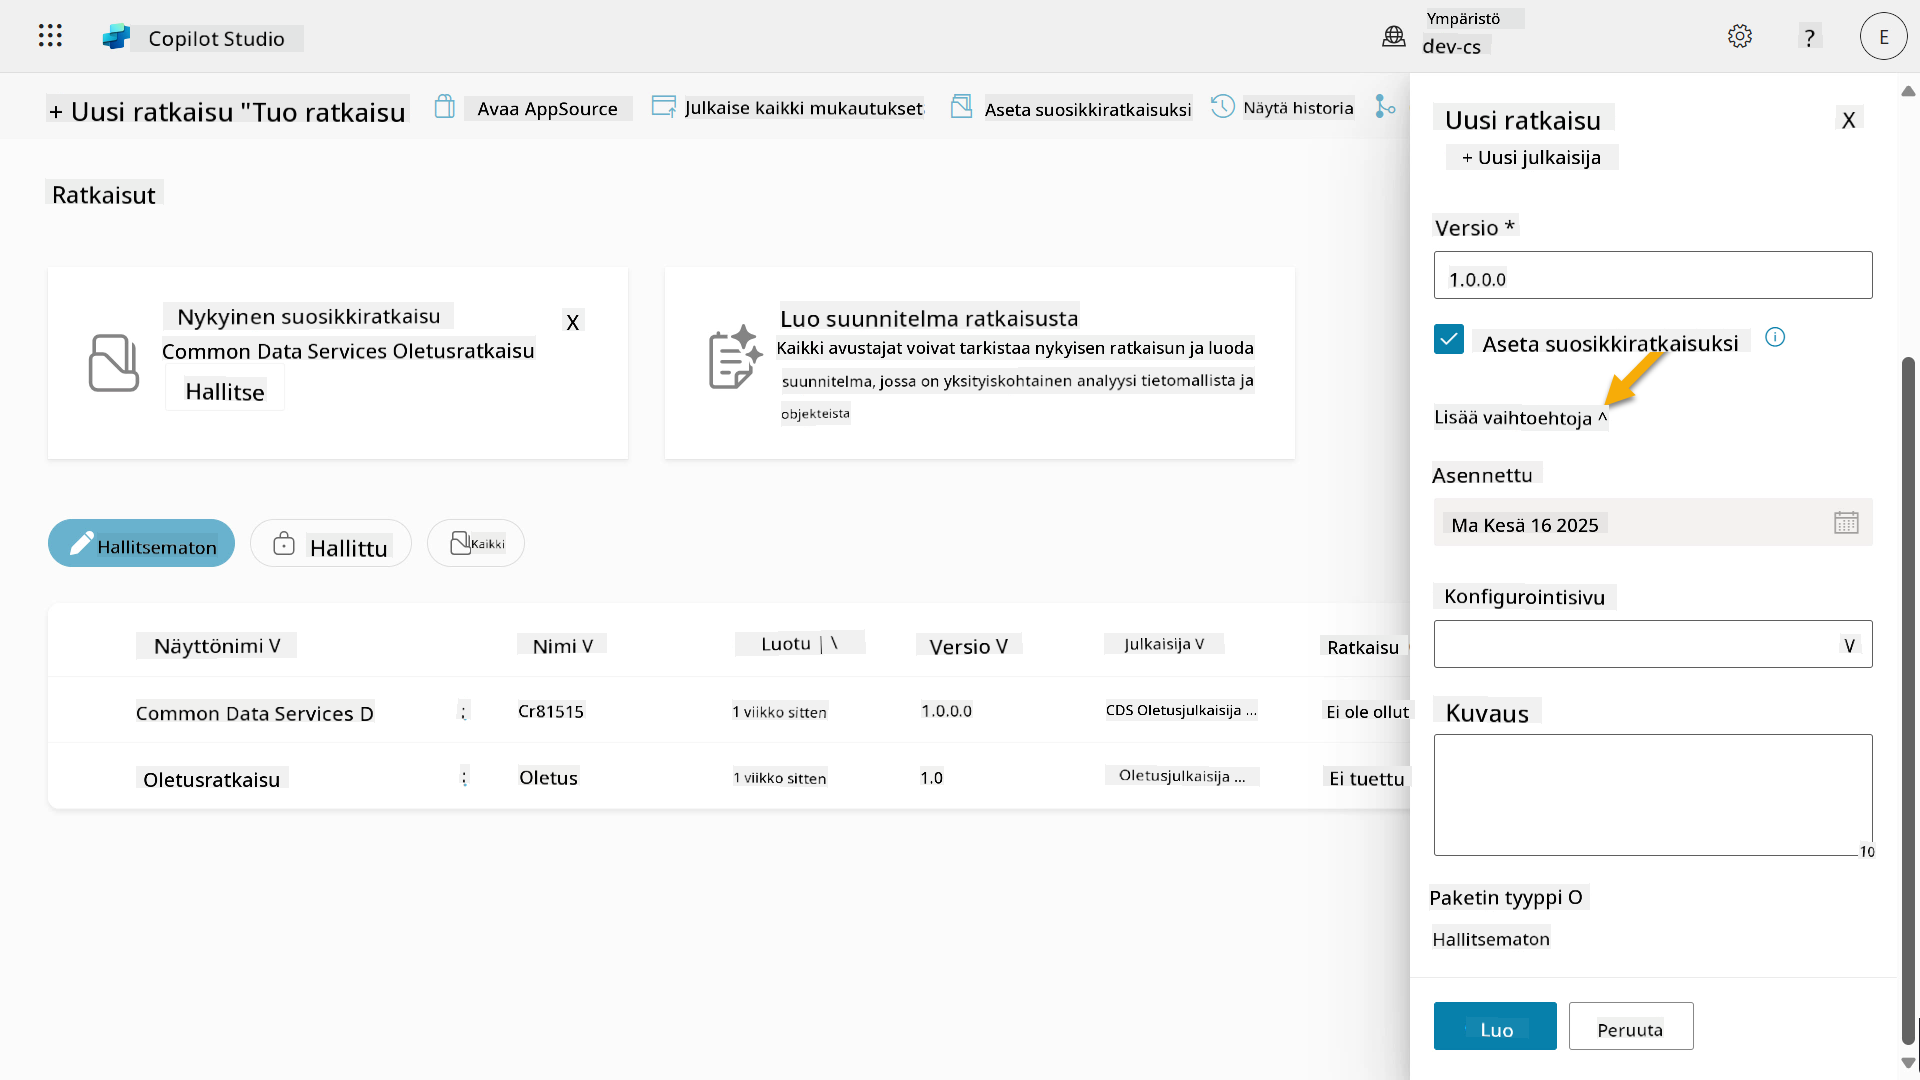 Copilot Studio
Ympäristö
dev-cs
?
E
+ Uusi ratkaisu "Tuo ratkaisu
Avaa AppSource
Julkaise kaikki mukautukset
Aseta suosikkiratkaisuksi
Näytä historia
Ratkaisut
Nykyinen suosikkiratkaisu
X
Common Data Services Oletusratkaisu
Hallitse
Luo suunnitelma ratkaisusta
Kaikki avustajat voivat tarkistaa nykyisen ratkaisun ja luoda
suunnitelma, jossa on yksityiskohtainen analyysi tietomallista ja
objekteista
Hallitsematon
Hallittu
Kaikki
Näyttönimi V
Nimi V
Luotu | \
Versio V
Julkaisija V
Ratkaisu
Common Data Services D
:
Cr81515
1 viikko sitten
1.0.0.0
CDS Oletusjulkaisija ...
Ei ole ollut
Oletusratkaisu
:
Oletus
1 viikko sitten
1.0
Oletusjulkaisija ...
Ei tuettu
Uusi ratkaisu
X
+ Uusi julkaisija
Versio *
1.0.0.0
Aseta suosikkiratkaisuksi
Lisää vaihtoehtoja ^
Asennettu
Ma Kesä 16 2025
Konfigurointisivu
V
Kuvaus
10
Paketin tyyppi O
Hallitsematon
Luo
Peruuta